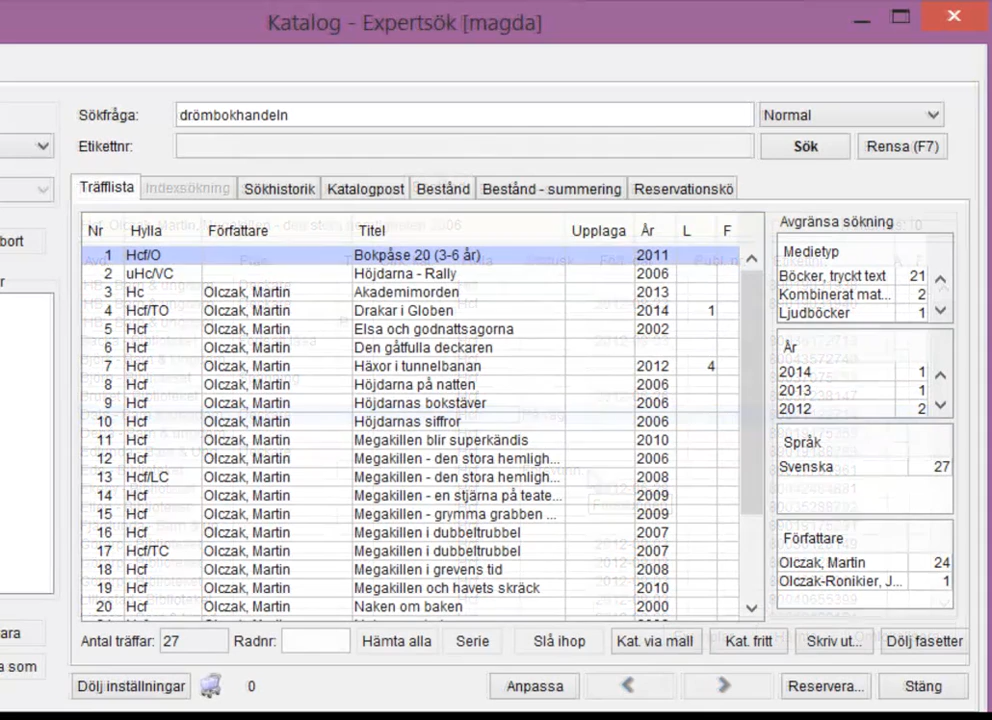 Katalog - Expertsök [magda]
Sökfråga: drömbokhandeln Normal
Etikettnr: Sök Rensa (F7)
Träfflista Indexsökning Sökhistorik Katalogpost Bestånd Bestånd - summering Reservationskö
Nr Hylla Författare Titel Upplaga År L F
1 Hcf/O Bokpåse 20 (3-6 år) 2011
2 uHc/VC Höjdarna - Rally 2006
3 Hc Olczak, Martin Akademimorden 2013
4 Hcf/TO Olczak, Martin Drakar i Globen 2014 1
5 Hcf Olczak, Martin Elsa och godnattsagorna 2002
6 Hcf Olczak, Martin Den gåtfulla deckaren
7 Hcf Olczak, Martin Häxor i tunnelbanan 2012 4
8 Hcf Olczak, Martin Höjdarna på natten 2006
9 Hcf Olczak, Martin Höjdarnas bokstäver 2006
10 Hcf Olczak, Martin Höjdarnas siffror 2006
11 Hcf Olczak, Martin Megakillen blir superkändis 2010
12 Hcf Olczak, Martin Megakillen - den stora hemligh... 2006
13 Hcf/LC Olczak, Martin Megakillen - den stora hemligh... 2008
14 Hcf Olczak, Martin Megakillen - en stjärna på teate... 2009
15 Hcf Olczak, Martin Megakillen - grymma grabben ... 2009
16 Hcf Olczak, Martin Megakillen i dubbeltrubbel 2007
17 Hcf/TC Olczak, Martin Megakillen i dubbeltrubbel 2007
18 Hcf Olczak, Martin Megakillen i grevens tid 2008
19 Hcf Olczak, Martin Megakillen och havets skräck 2010
20 Hcf Olczak, Martin Naken om baken 2000
Avgränsa sökning
Medietyp
Böcker, tryckt text 21
Kombinerat mat... 2
Ljudböcker 1
År
2014 1
2013 1
2012 2
Språk
Svenska 27
Författare
Olczak, Martin 24
Olczak-Ronikier, J... 1
bort
r
ara
a som
Antal träffar: 27 Radnr: Hämta alla Serie Slå ihop Kat. via mall Kat. fritt Skriv ut... Dölj fasetter
Dölj inställningar 0 Anpassa Reservera... Stäng